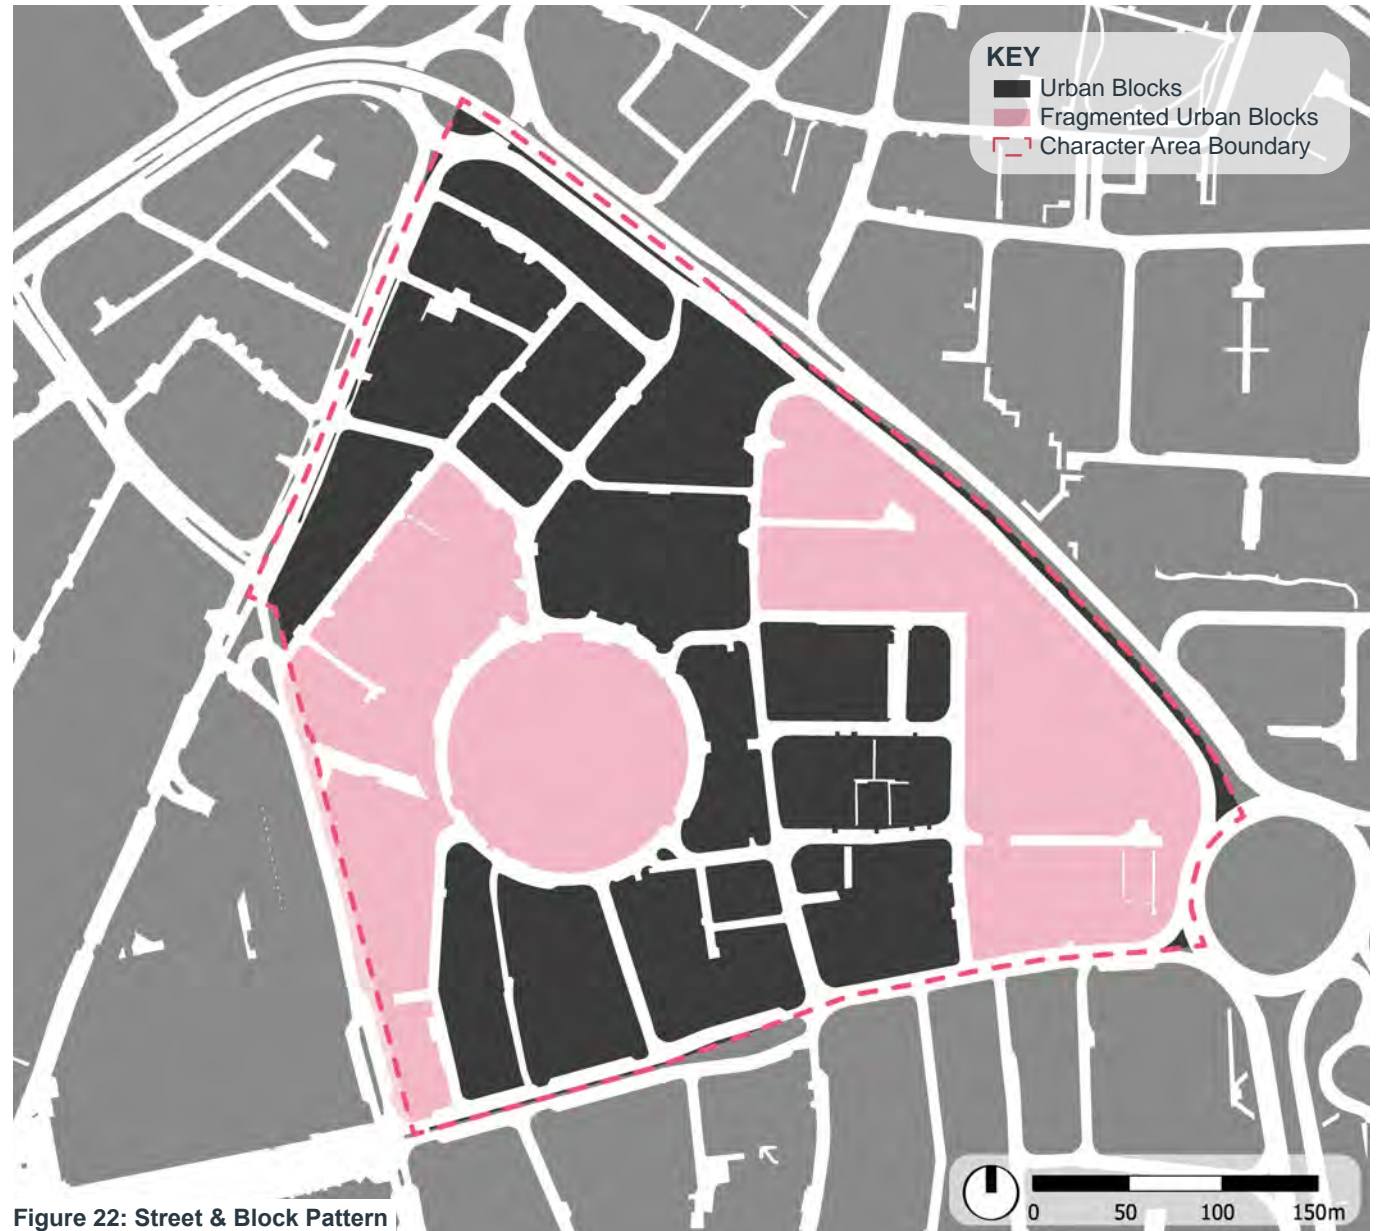 KEY
Urban Blocks
Fragmented Urban Blocks
Character Area Boundary
0 50 100 150m
Figure 22: Street & Block Pattern